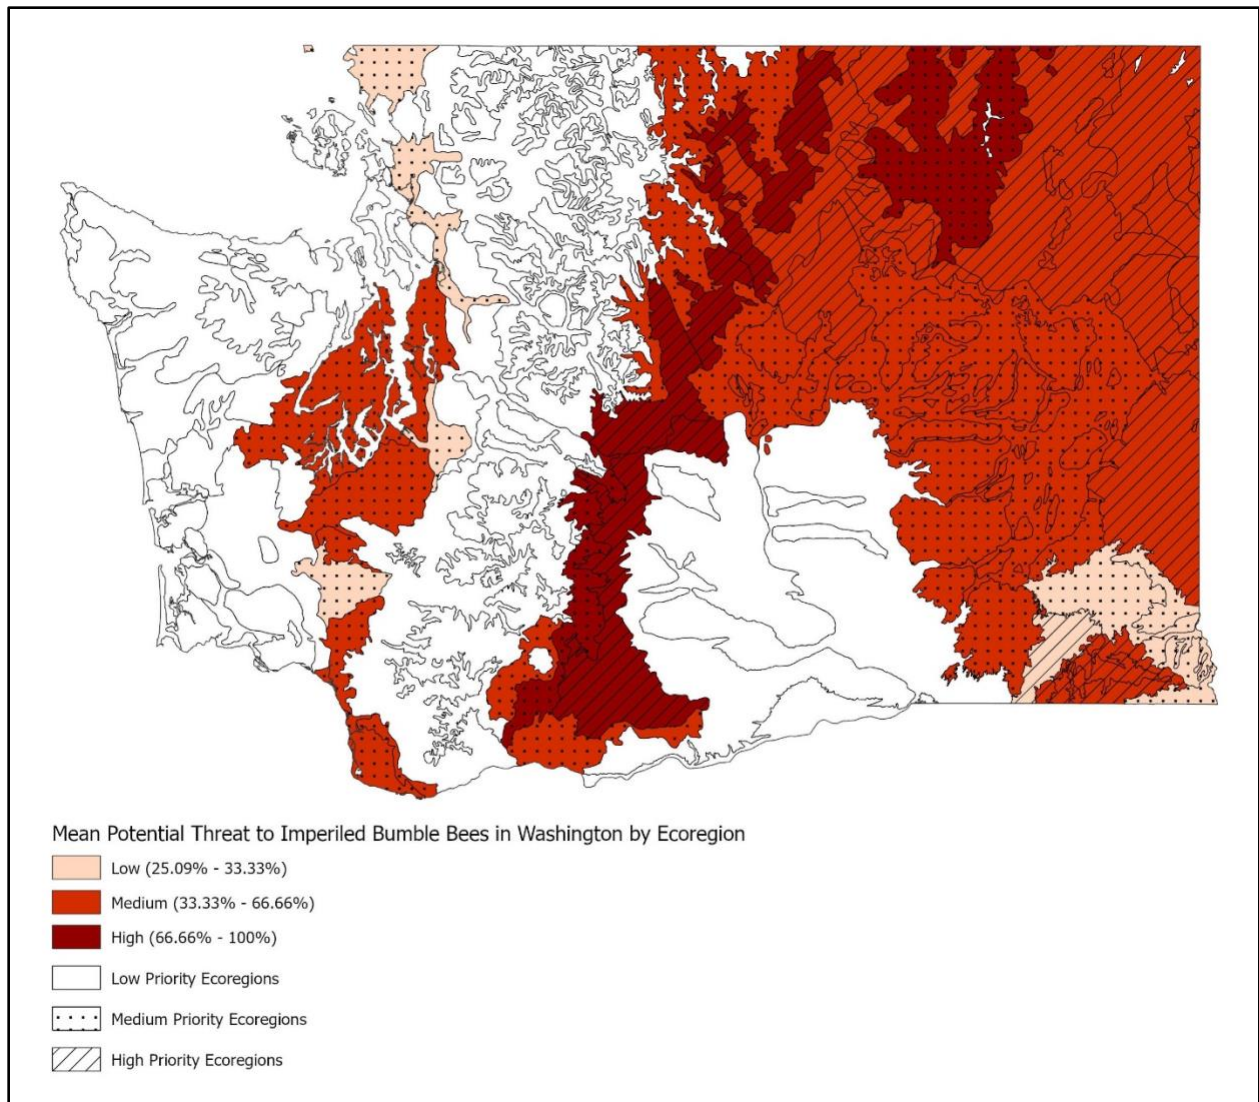 Mean Potential Threat to Imperiled Bumble Bees in Washington by Ecoregion
Low (25.09% - 33.33%)
Medium (33.33% - 66.66%)
High (66.66% - 100%)
Low Priority Ecoregions
Medium Priority Ecoregions
High Priority Ecoregions